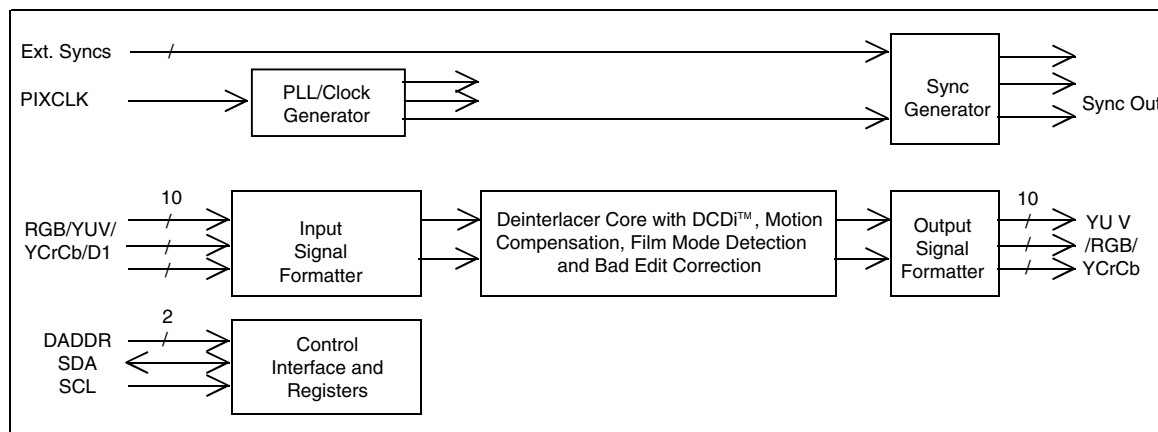 Ext. Syncs
PIXCLK
PLL/Clock
Generator
Sync
Generator
Sync Out
10
RGB/YUV/
YCrCb/D1
Input
Signal
Formatter
Deinterlacer Core with DCDi™, Motion
Compensation, Film Mode Detection
and Bad Edit Correction
Output
Signal
Formatter
10
YU V
/RGB/
YCrCb
2
DADDR
SDA
SCL
Control
Interface and
Registers